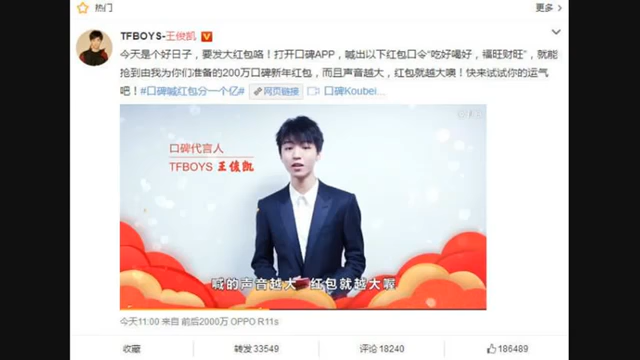 热门
更多
TFBOYS-王俊凯
今天是个好日子，要发大红包咯！打开口碑APP，喊出以下红包口令“吃好喝好，福旺财旺”，就能
抢到由我为你们准备的200万口碑新年红包，而且声音越大，红包就越大噢！快来试试你的运气
吧！#口碑喊红包分一个亿# 网页链接 口碑Koubei...
口碑代言人
TFBOYS 王俊凯
喊的声音越大 红包就越大喔
今天11:00 来自 前后2000万 OPPO R11s
收藏
转发 33549
评论 18240
186489